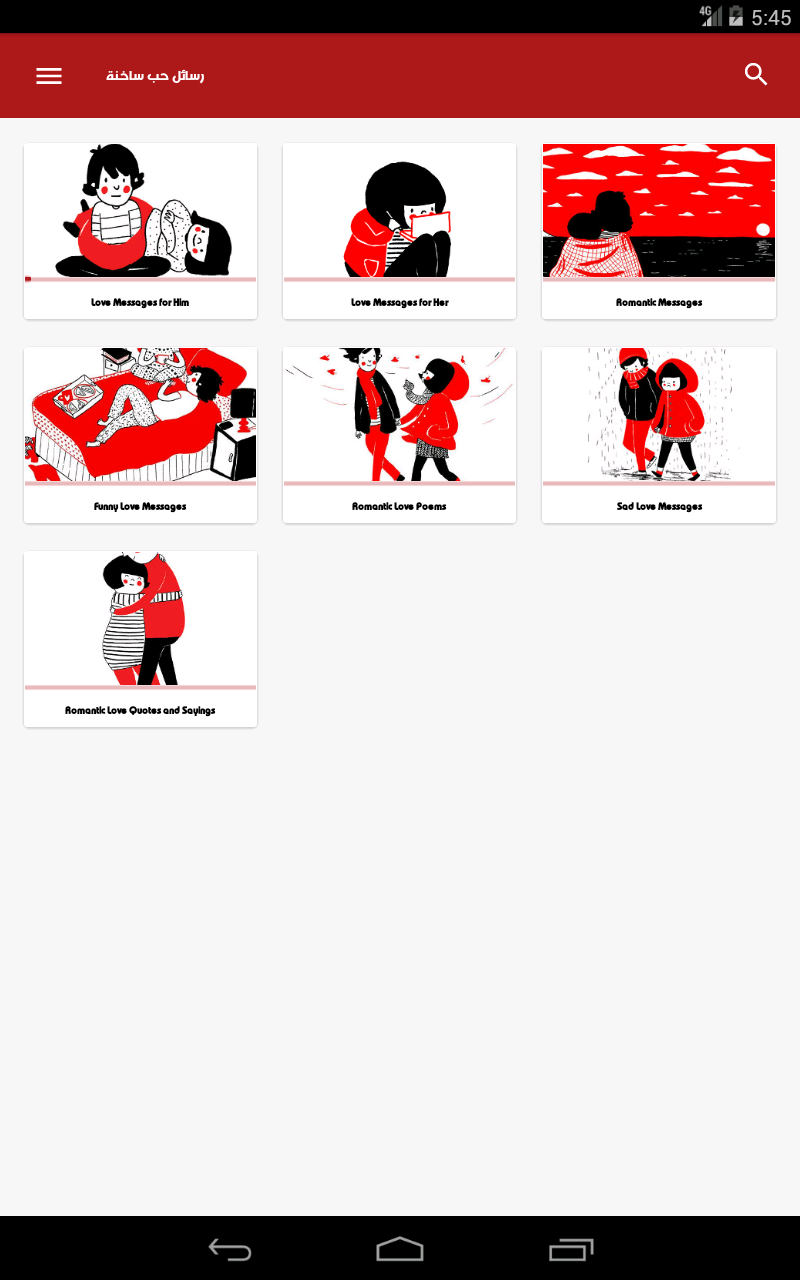 4G 5:45
رسائل حب ساخنة
Love Messages for Him
Love Messages for Her
Romantic Messages
Funny Love Messages
Romantic Love Poems
Sad Love Messages
Romantic Love Quotes and Sayings